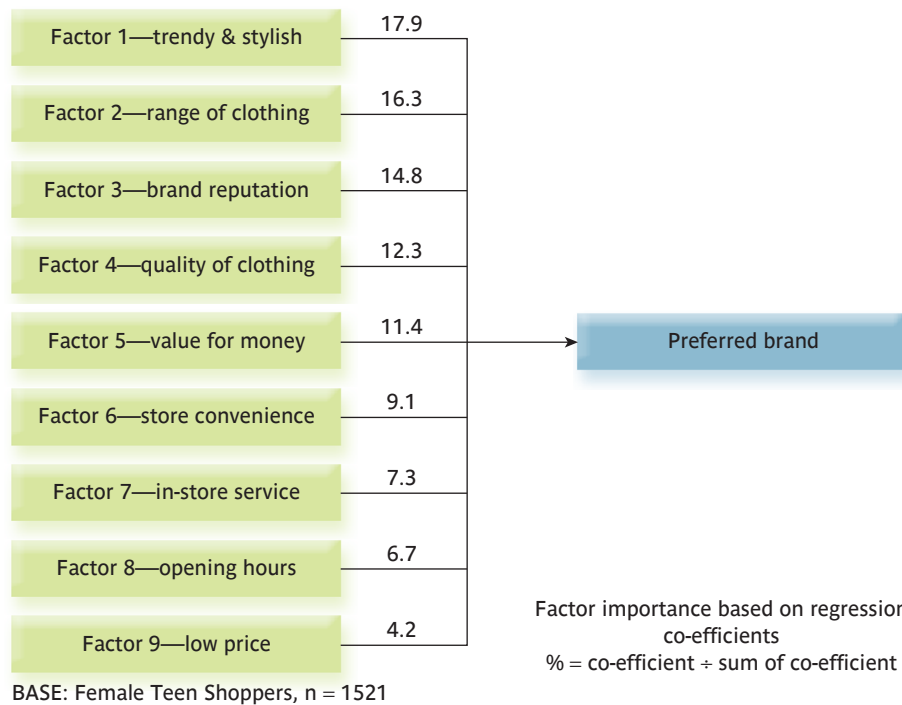 Factor 1—trendy & stylish 17.9
Factor 2—range of clothing 16.3
Factor 3—brand reputation 14.8
Factor 4—quality of clothing 12.3
Factor 5—value for money 11.4
Preferred brand
Factor 6—store convenience 9.1
Factor 7—in-store service 7.3
Factor 8—opening hours 6.7
Factor 9—low price 4.2
Factor importance based on regression
co-efficients
% = co-efficient ÷ sum of co-efficient
BASE: Female Teen Shoppers, n = 1521